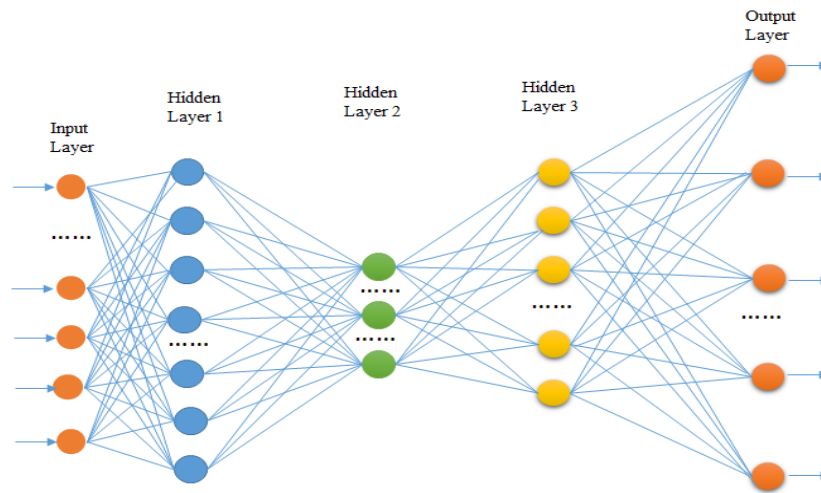 Output
Layer
Hidden
Layer 1
Hidden
Layer 2
Hidden
Layer 3
Input
Layer
……
……
……
……
……
……